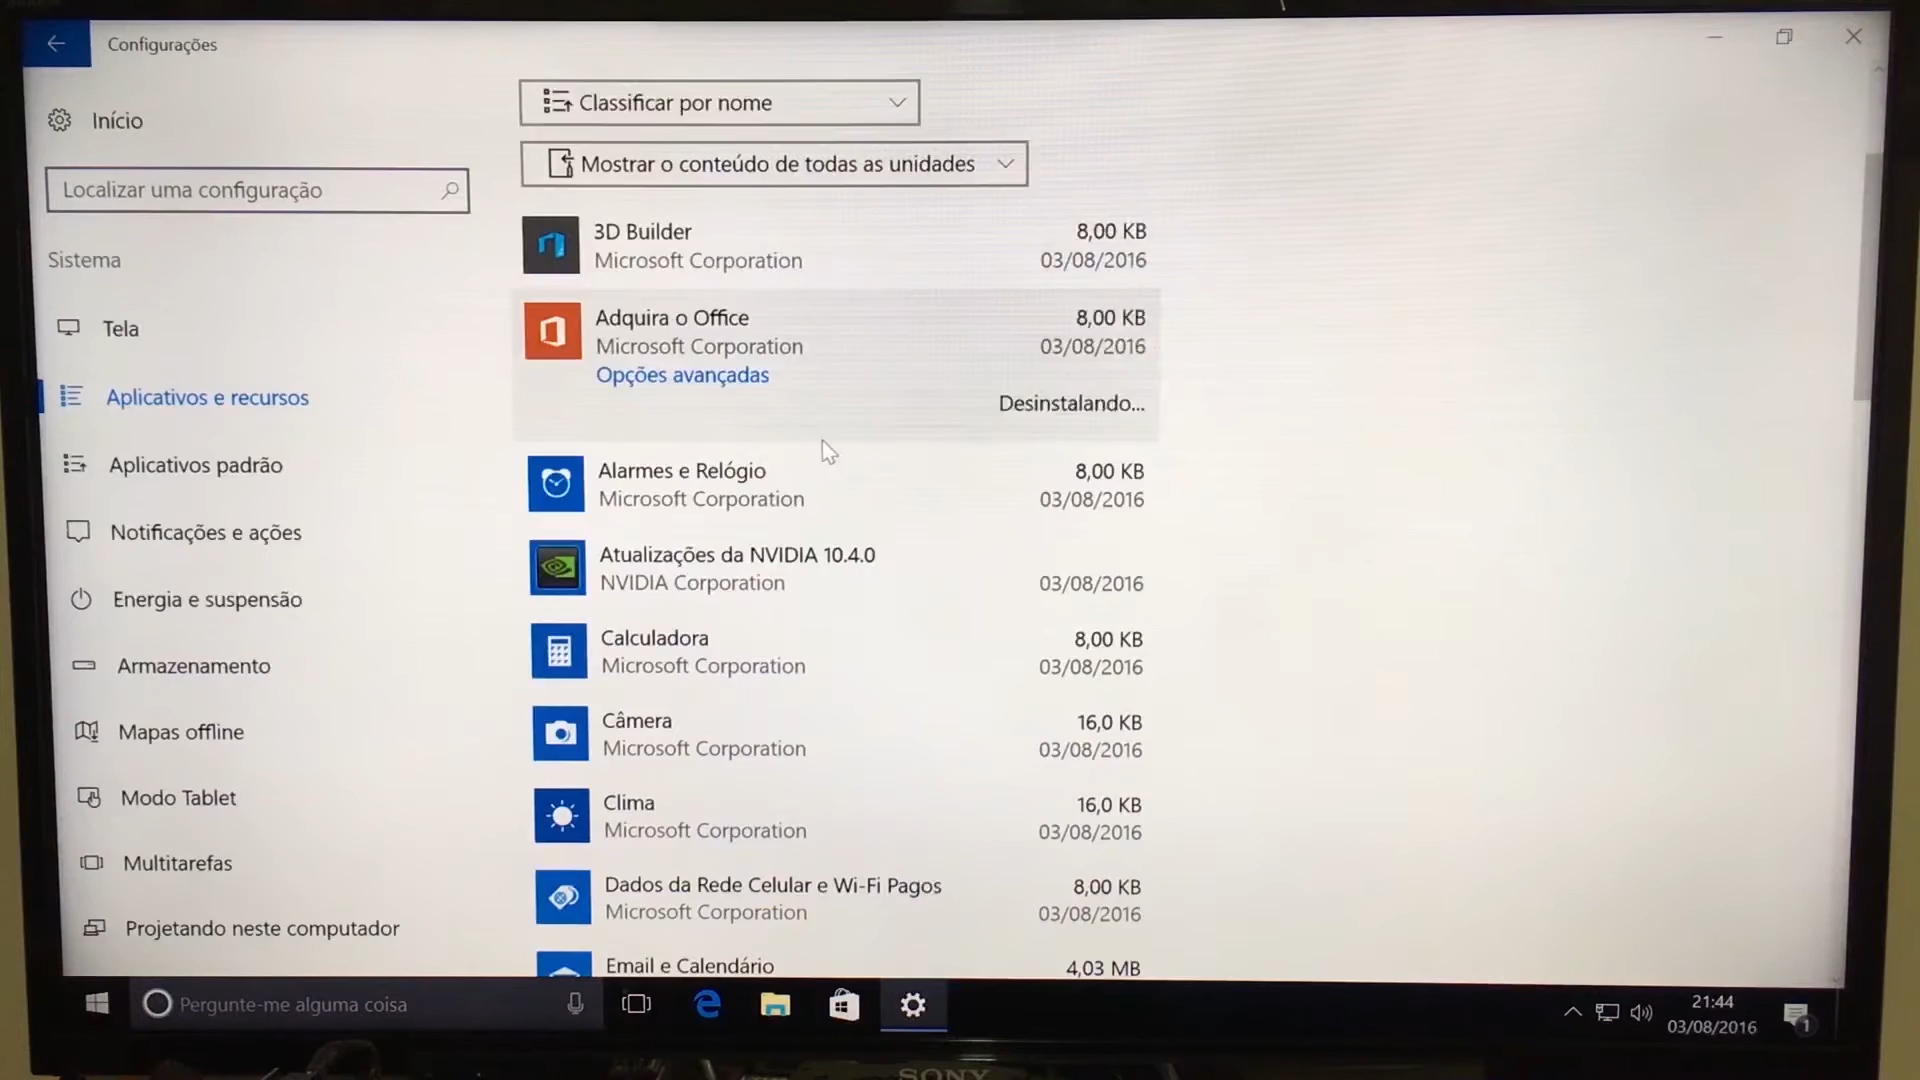 Configurações
Início
Localizar uma configuração
Sistema
Tela
Aplicativos e recursos
Aplicativos padrão
Notificações e ações
Energia e suspensão
Armazenamento
Mapas offline
Modo Tablet
Multitarefas
Projetando neste computador
Classificar por nome
Mostrar o conteúdo de todas as unidades
3D Builder 8,00 KB
Microsoft Corporation 03/08/2016
Adquira o Office 8,00 KB
Microsoft Corporation 03/08/2016
Opções avançadas
Desinstalando...
Alarmes e Relógio 8,00 KB
Microsoft Corporation 03/08/2016
Atualizações da NVIDIA 10.4.0
NVIDIA Corporation 03/08/2016
Calculadora 8,00 KB
Microsoft Corporation 03/08/2016
Câmera 16,0 KB
Microsoft Corporation 03/08/2016
Clima 16,0 KB
Microsoft Corporation 03/08/2016
Dados da Rede Celular e Wi-Fi Pagos 8,00 KB
Microsoft Corporation 03/08/2016
Email e Calendário 4,03 MB
Pergunte-me alguma coisa
21:44
03/08/2016
1
SONY